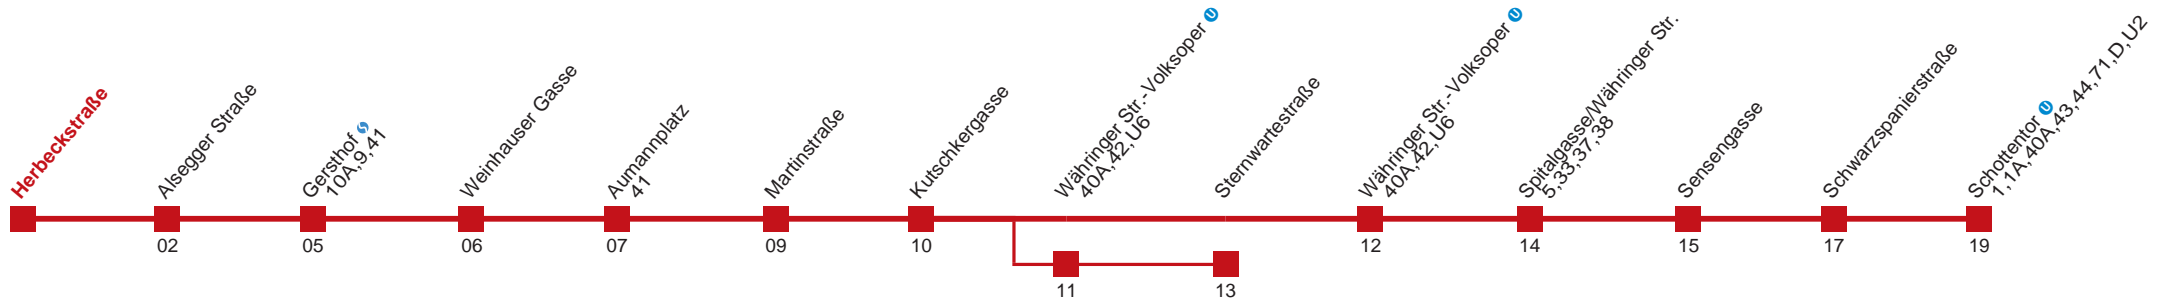 Herbeckstraße
Alsegger Straße
Gersthof
10A,9,41
Weinhauser Gasse
Aumannplatz
41
Martinstraße
Kutschkergasse
Währinger Str.-Volksoper U
40A,42,U6
Sternwartestraße
Währinger Str.-Volksoper U
40A,42,U6
Spitalgasse/Währinger Str.
5,33,37,38
Sensengasse
Schwarzspanierstraße
Schottentor U
1,1A,40A,43,44,71,D,U2
02 05 06 07 09 10 12 14 15 17 19
11 13